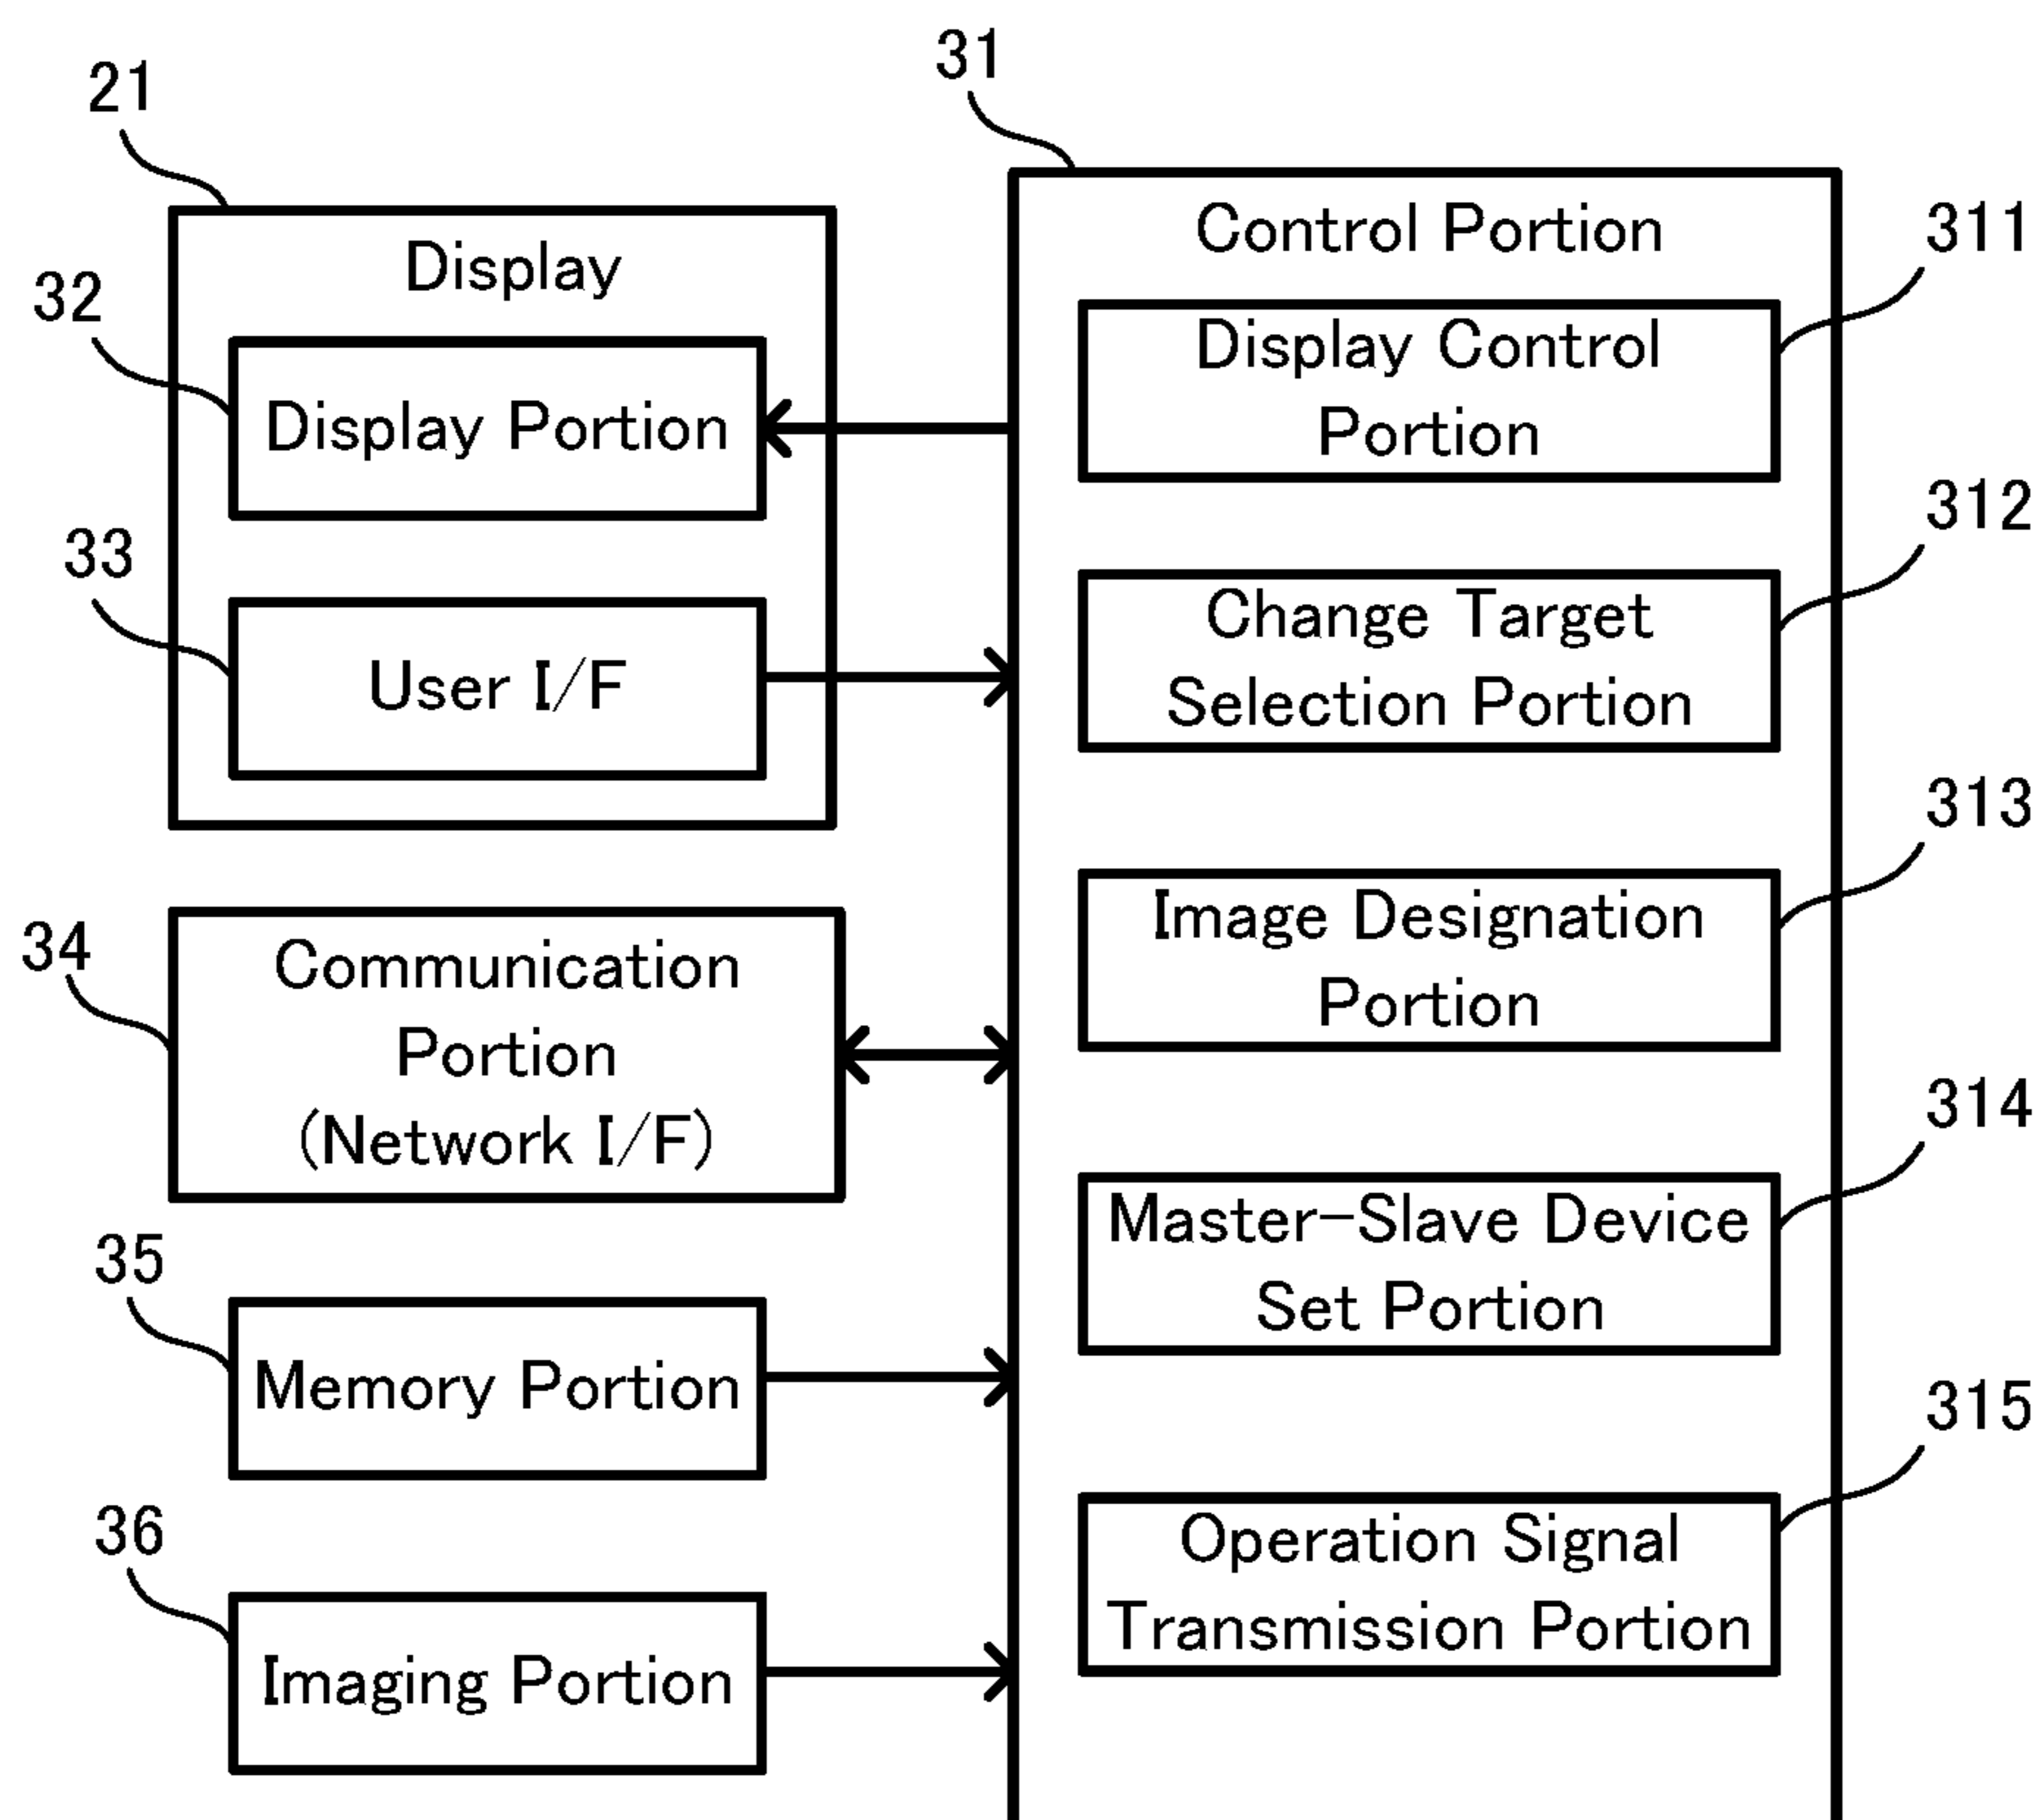 21
Display
32
Display Portion
33
User I/F
34
Communication
Portion
(Network I/F)
35
Memory Portion
36
Imaging Portion
31
Control Portion
311
Display Control
Portion
312
Change Target
Selection Portion
313
Image Designation
Portion
314
Master-Slave Device
Set Portion
315
Operation Signal
Transmission Portion